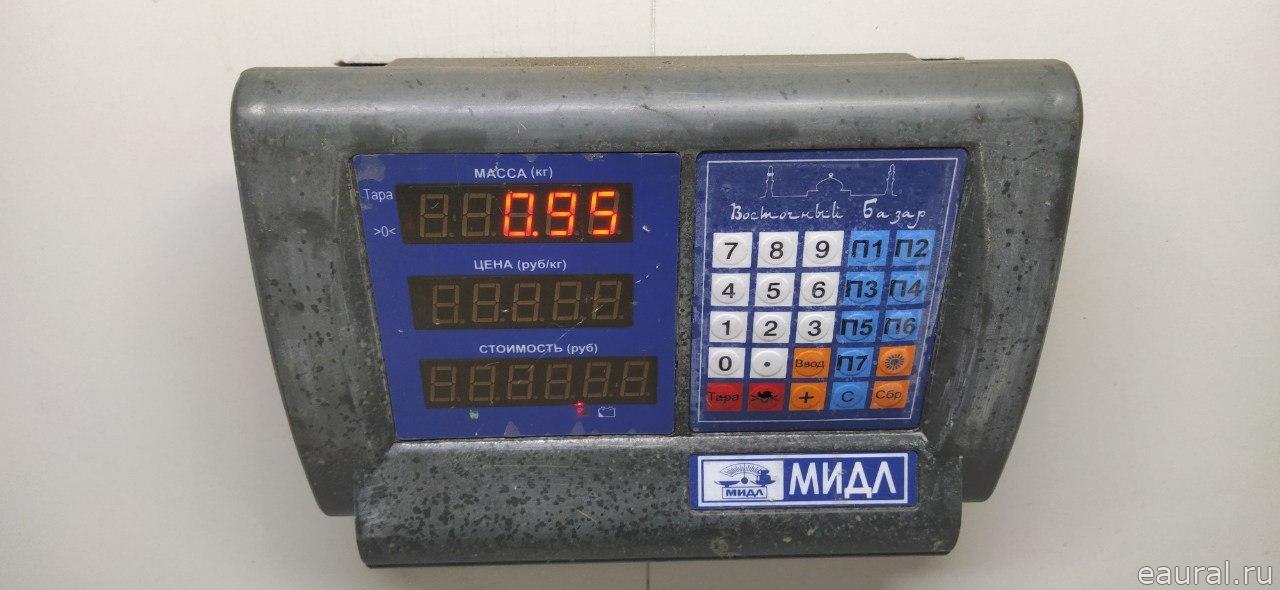 МАССА (кг)
Тара
0.95
>0<
ЦЕНА (руб/кг)
СТОИМОСТЬ (руб)
Восточный Базар
7 8 9 П1 П2
4 5 6 П3 П4
1 2 3 П5 П6
0 . Ввод П7
Тара >0< + С Сбр
МИДЛ
МИДЛ
eaural.ru